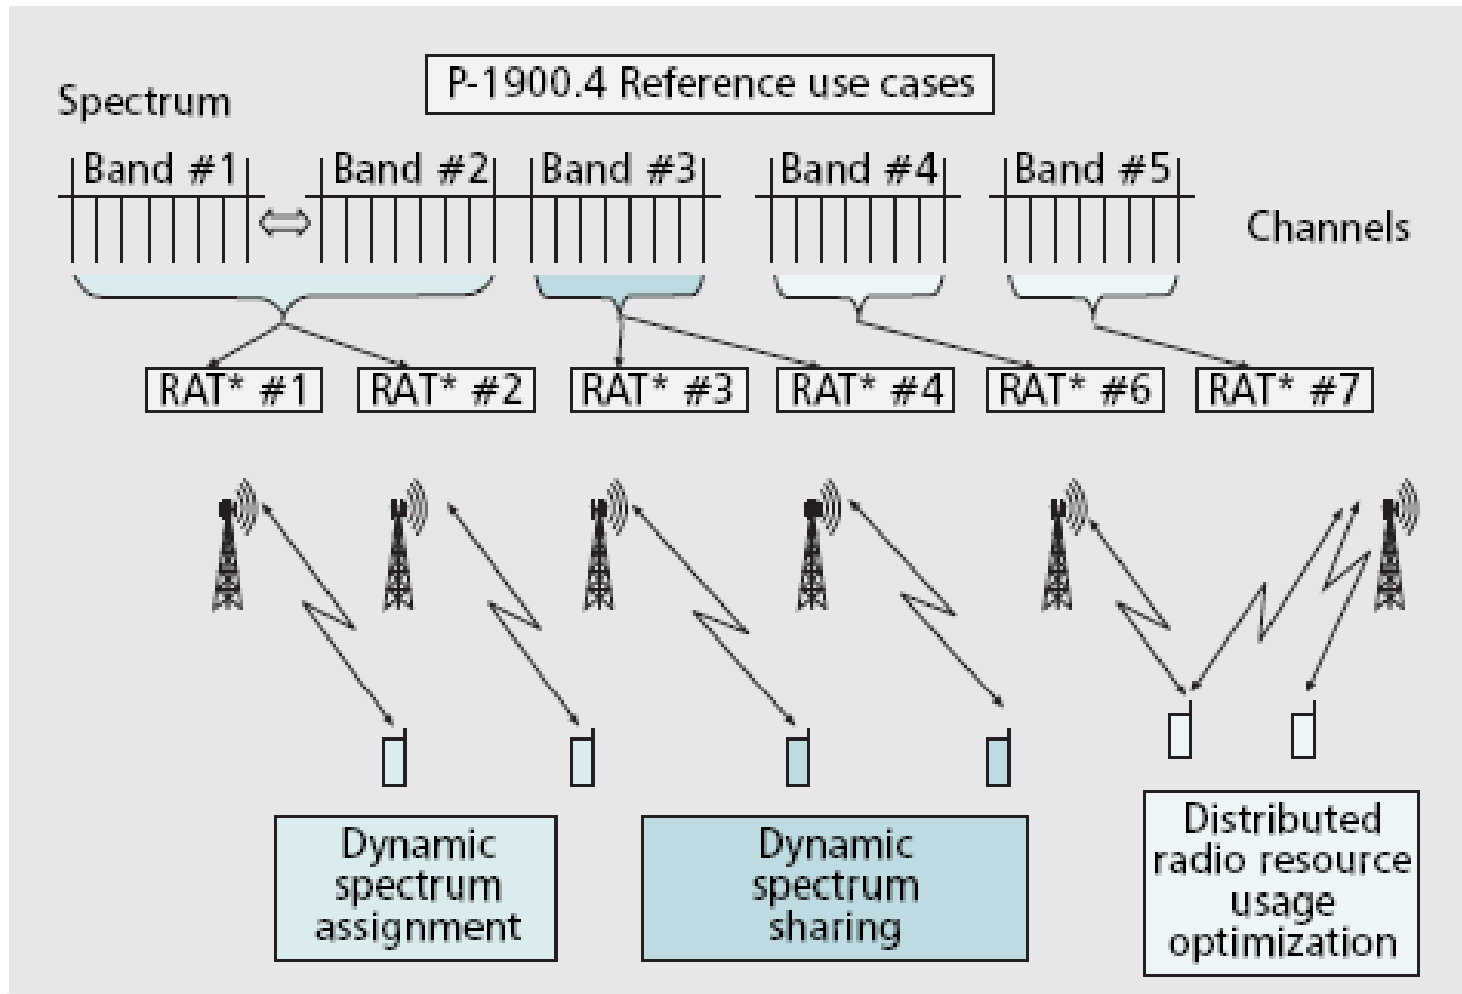 P-1900.4 Reference use cases
Spectrum
Band #1
Band #2
Band #3
Band #4
Band #5
Channels
RAT* #1
RAT* #2
RAT* #3
RAT* #4
RAT* #6
RAT* #7
Dynamic
spectrum
assignment
Dynamic
spectrum
sharing
Distributed
radio resource
usage
optimization